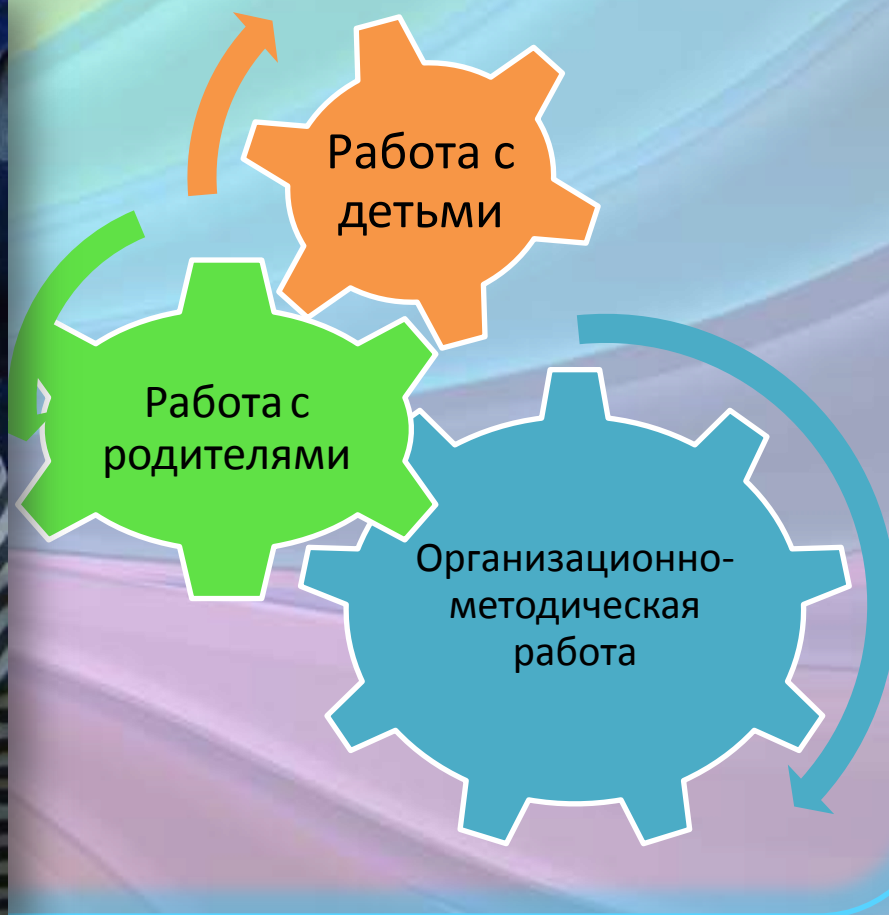 Работа с
детьми
Работа с
родителями
Организационно-
методическая
работа